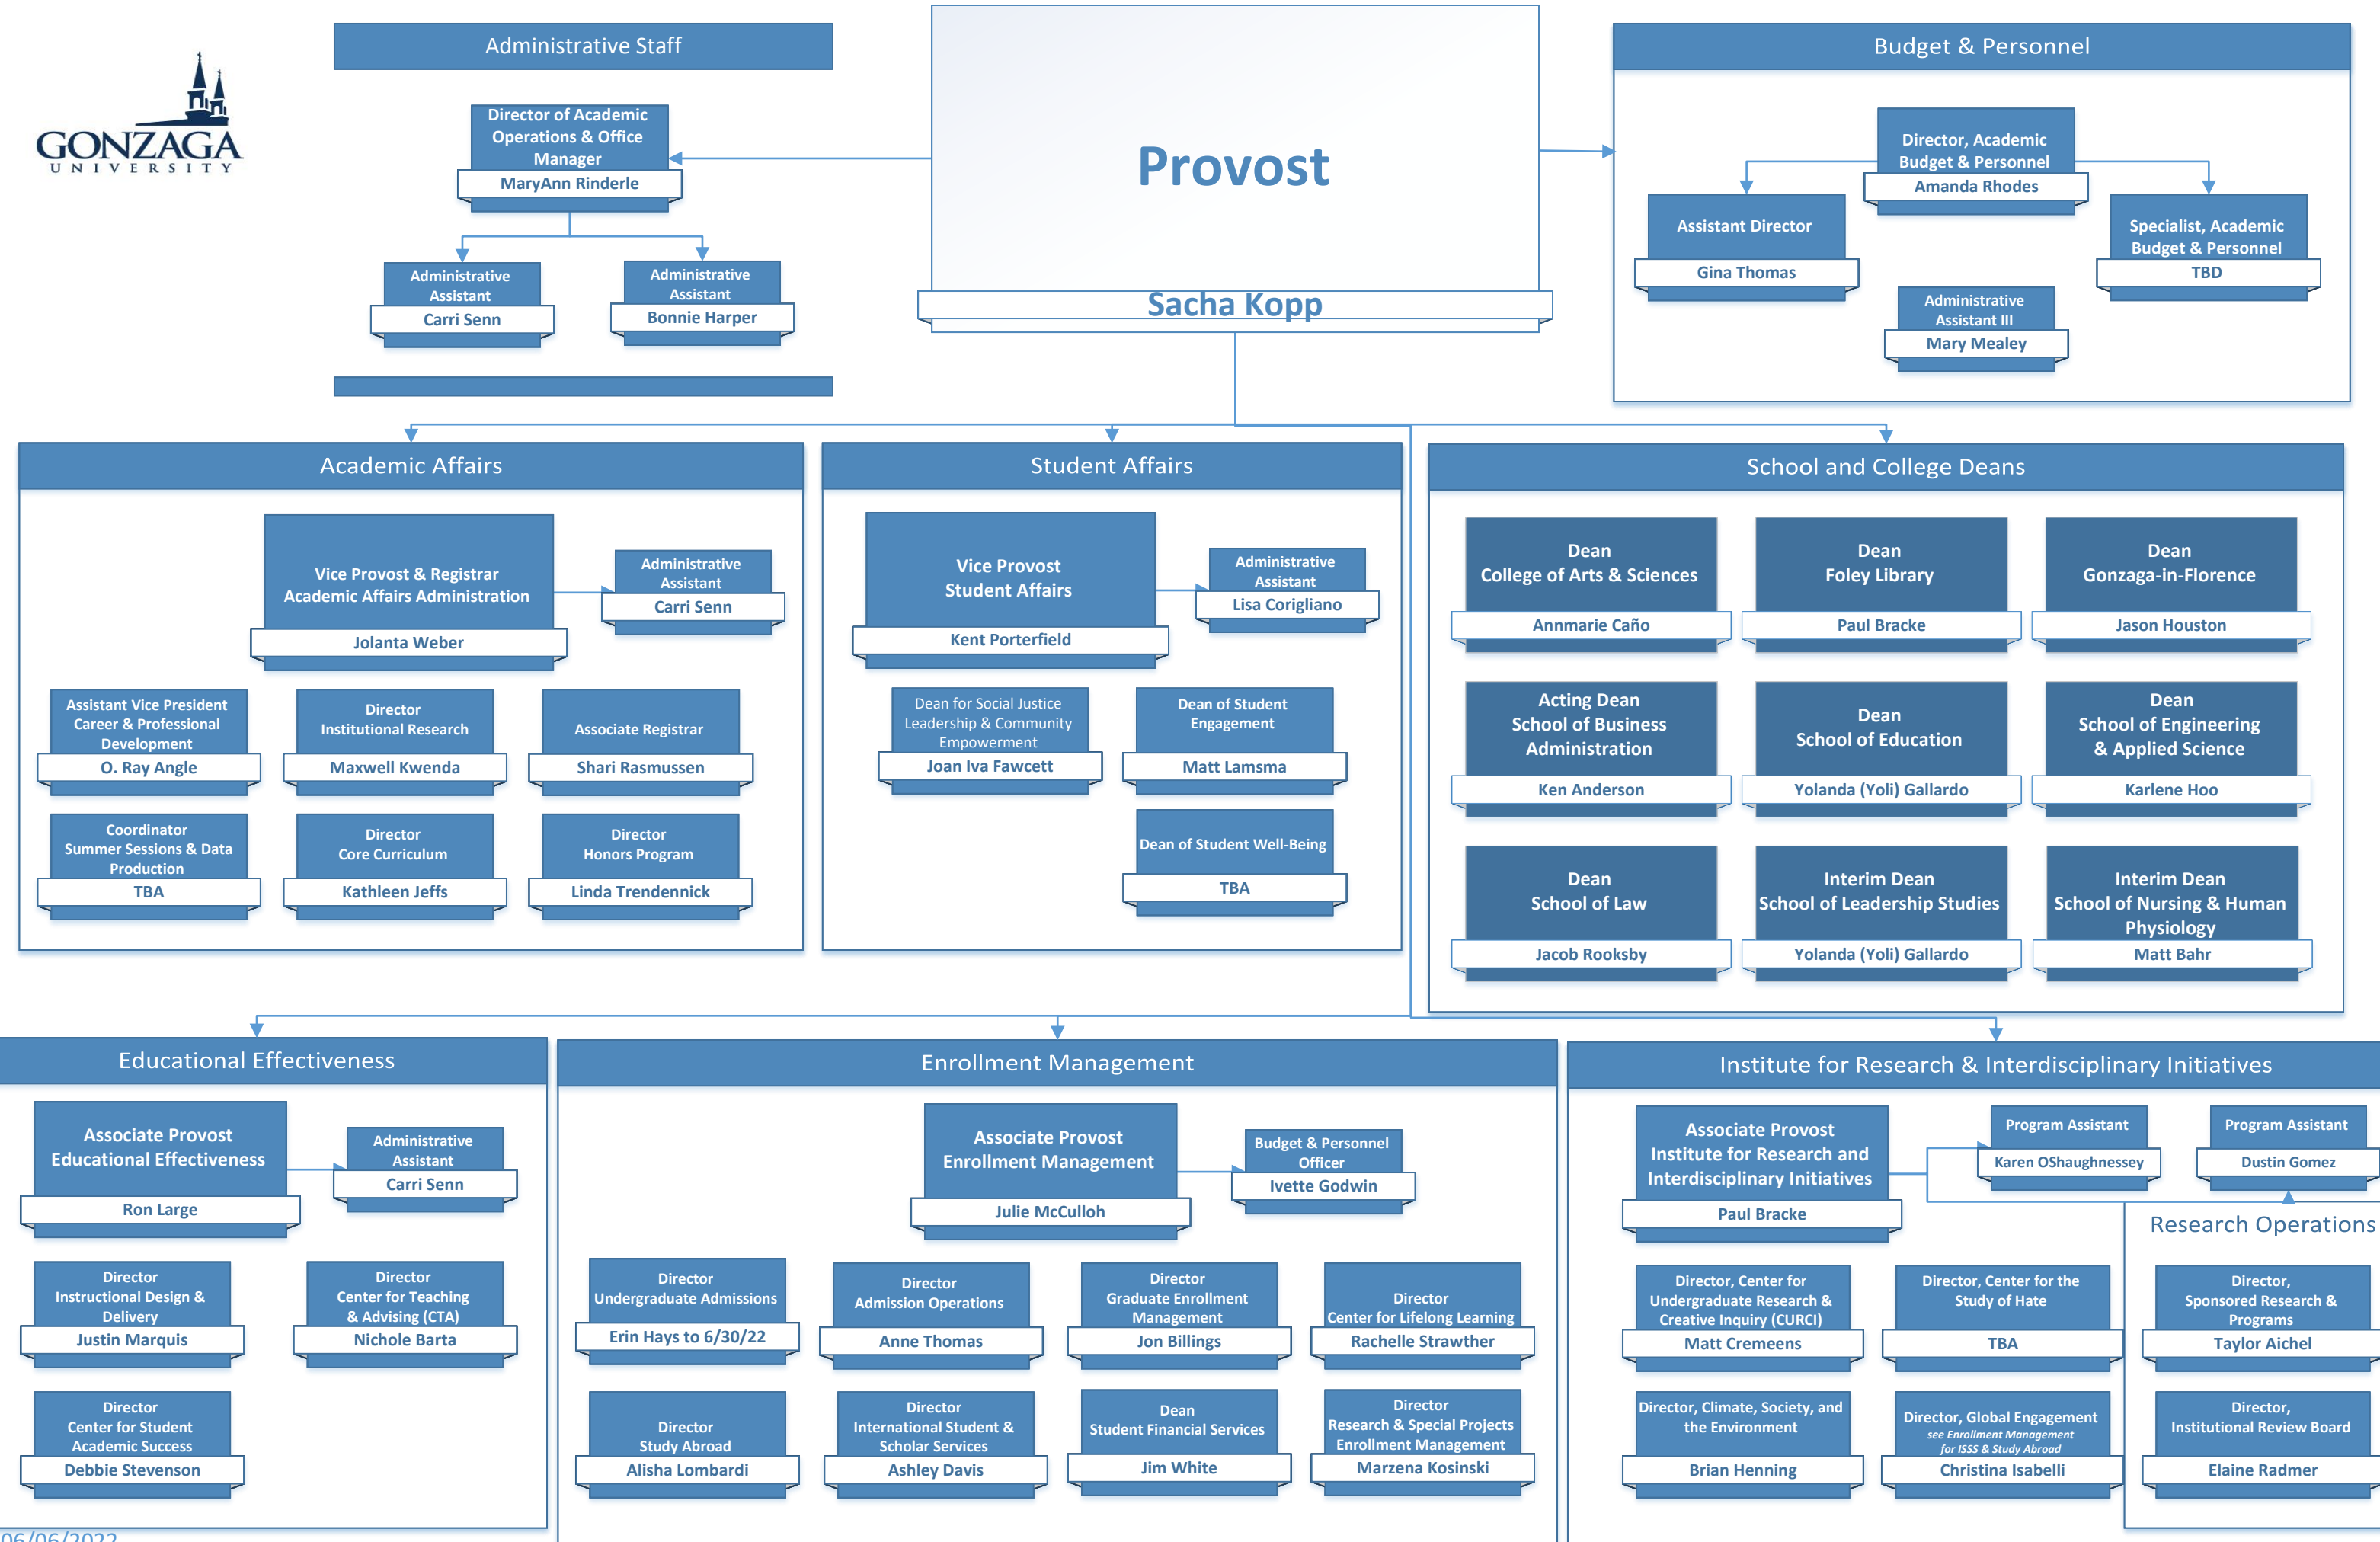 GONZAGA
UNIVERSITY
Administrative Staff
Director of Academic
Operations & Office
Manager
MaryAnn Rinderle
Administrative
Assistant
Carri Senn
Administrative
Assistant
Bonnie Harper
Provost
Sacha Kopp
Budget & Personnel
Director, Academic
Budget & Personnel
Amanda Rhodes
Assistant Director
Gina Thomas
Specialist, Academic
Budget & Personnel
TBD
Administrative
Assistant III
Mary Mealey
Academic Affairs
Vice Provost & Registrar
Academic Affairs Administration
Jolanta Weber
Administrative
Assistant
Carri Senn
Assistant Vice President
Career & Professional
Development
O. Ray Angle
Director
Institutional Research
Maxwell Kwenda
Associate Registrar
Shari Rasmussen
Coordinator
Summer Sessions & Data
Production
TBA
Director
Core Curriculum
Kathleen Jeffs
Director
Honors Program
Linda Trendennick
Student Affairs
Vice Provost
Student Affairs
Kent Porterfield
Administrative
Assistant
Lisa Corigliano
Dean for Social Justice
Leadership & Community
Empowerment
Joan Iva Fawcett
Dean of Student
Engagement
Matt Lamsma
Dean of Student Well-Being
TBA
School and College Deans
Dean
College of Arts & Sciences
Annmarie Caño
Dean
Foley Library
Paul Bracke
Dean
Gonzaga-in-Florence
Jason Houston
Acting Dean
School of Business
Administration
Ken Anderson
Dean
School of Education
Yolanda (Yoli) Gallardo
Dean
School of Engineering
& Applied Science
Karlene Hoo
Dean
School of Law
Jacob Rooksby
Interim Dean
School of Leadership Studies
Yolanda (Yoli) Gallardo
Interim Dean
School of Nursing & Human
Physiology
Matt Bahr
Educational Effectiveness
Associate Provost
Educational Effectiveness
Ron Large
Administrative
Assistant
Carri Senn
Director
Instructional Design &
Delivery
Justin Marquis
Director
Center for Teaching
& Advising (CTA)
Nichole Barta
Director
Center for Student
Academic Success
Debbie Stevenson
Enrollment Management
Associate Provost
Enrollment Management
Julie McCulloh
Budget & Personnel
Officer
Ivette Godwin
Director
Undergraduate Admissions
Erin Hays to 6/30/22
Director
Admission Operations
Anne Thomas
Director
Graduate Enrollment
Management
Jon Billings
Director
Center for Lifelong Learning
Rachelle Strawther
Director
Study Abroad
Alisha Lombardi
Director
International Student &
Scholar Services
Ashley Davis
Dean
Student Financial Services
Jim White
Director
Research & Special Projects
Enrollment Management
Marzena Kosinski
Institute for Research & Interdisciplinary Initiatives
Associate Provost
Institute for Research and
Interdisciplinary Initiatives
Paul Bracke
Program Assistant
Karen OShaughnessey
Program Assistant
Dustin Gomez
Research Operations
Director, Center for
Undergraduate Research &
Creative Inquiry (CURCI)
Matt Cremeens
Director, Center for the
Study of Hate
TBA
Director,
Sponsored Research &
Programs
Taylor Aichel
Director, Climate, Society, and
the Environment
Brian Henning
Director, Global Engagement
see Enrollment Management
for ISSS & Study Abroad
Christina Isabelli
Director,
Institutional Review Board
Elaine Radmer
06/06/2022